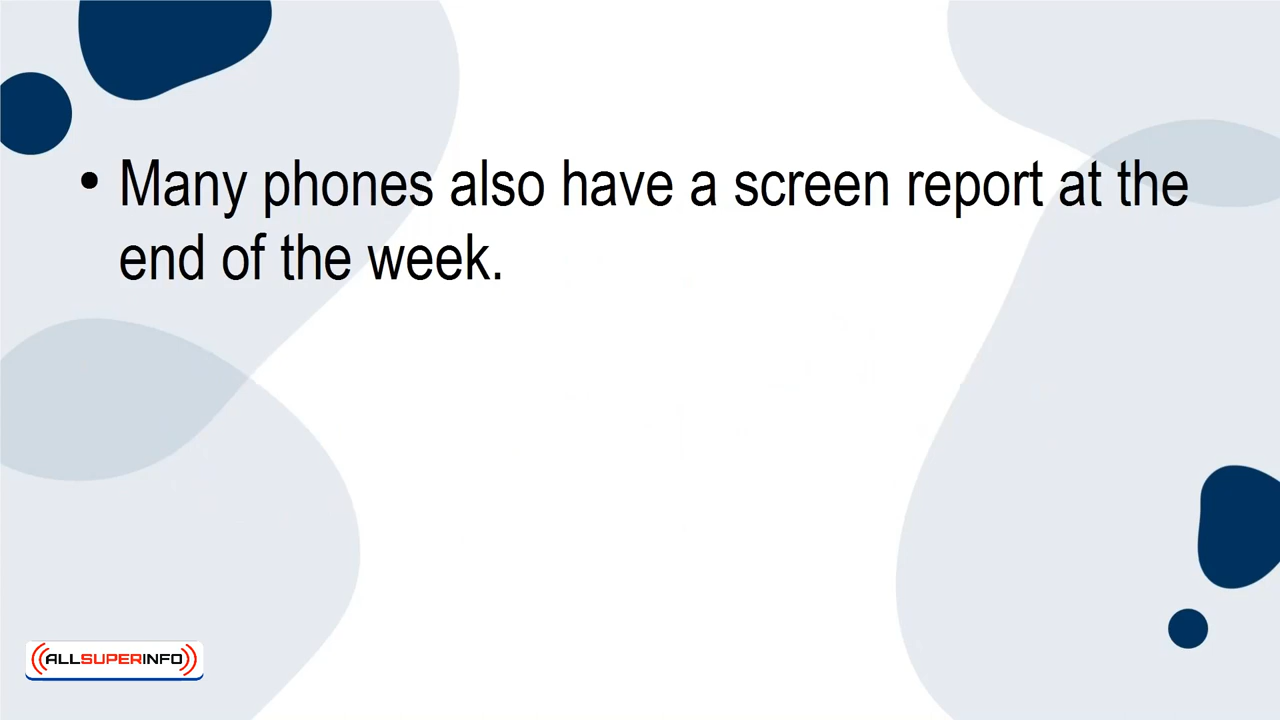 • Many phones also have a screen report at the
end of the week.
ALLSUPERINFO